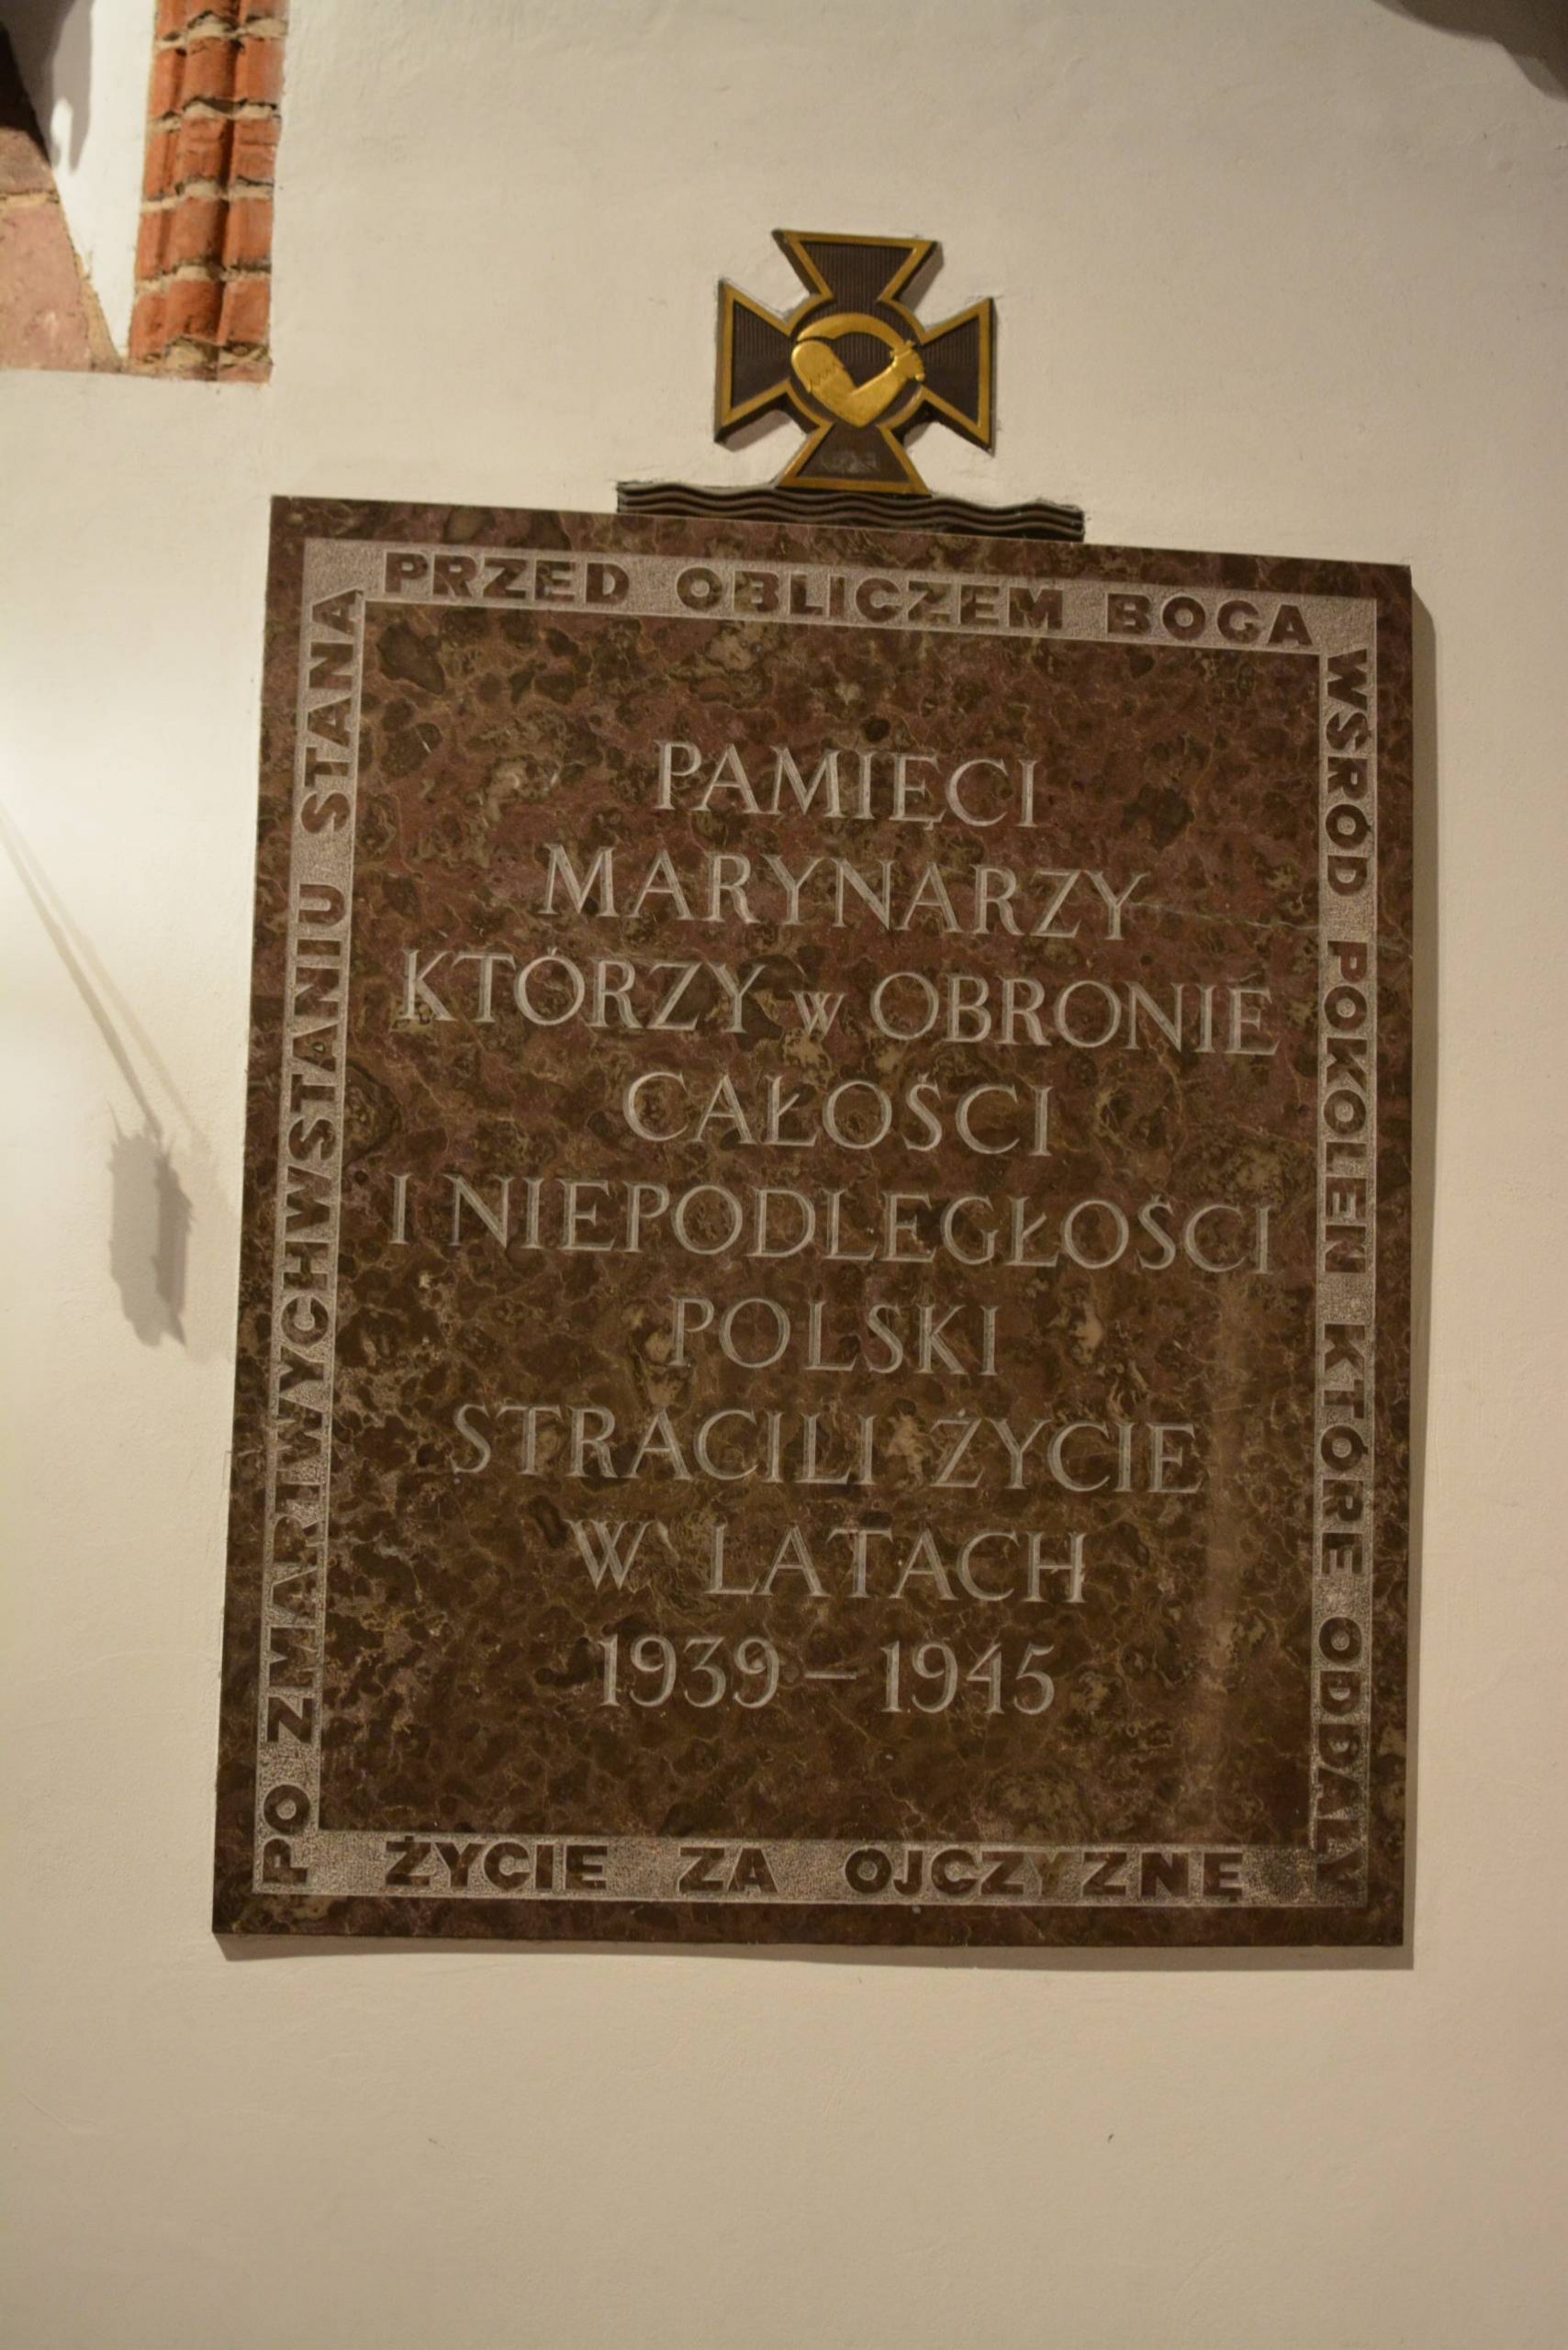 PO ZMARTWYCHWSTANIU STANĄ
PRZED OBLICZEM BOGA
WŚRÓD POKOLEŃ KTÓRE ODDAŁY
ŻYCIE ZA OJCZYZNĘ
PAMIĘCI
MARYNARZY
KTÓRZY W OBRONIE
CAŁOŚCI
I NIEPODLEGŁOŚCI
POLSKI
STRACILI ŻYCIE
W LATACH
1939 – 1945